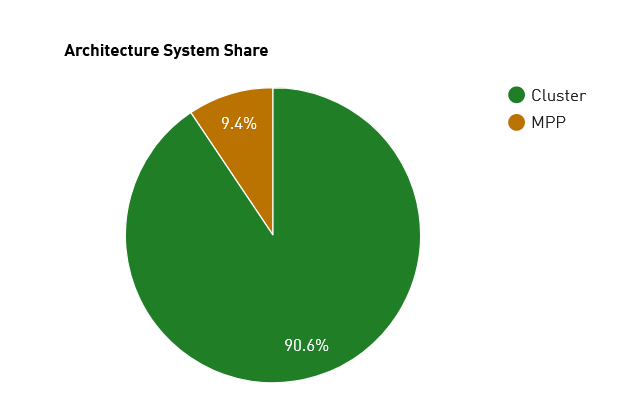 Architecture System Share
Cluster
MPP
9.4%
90.6%